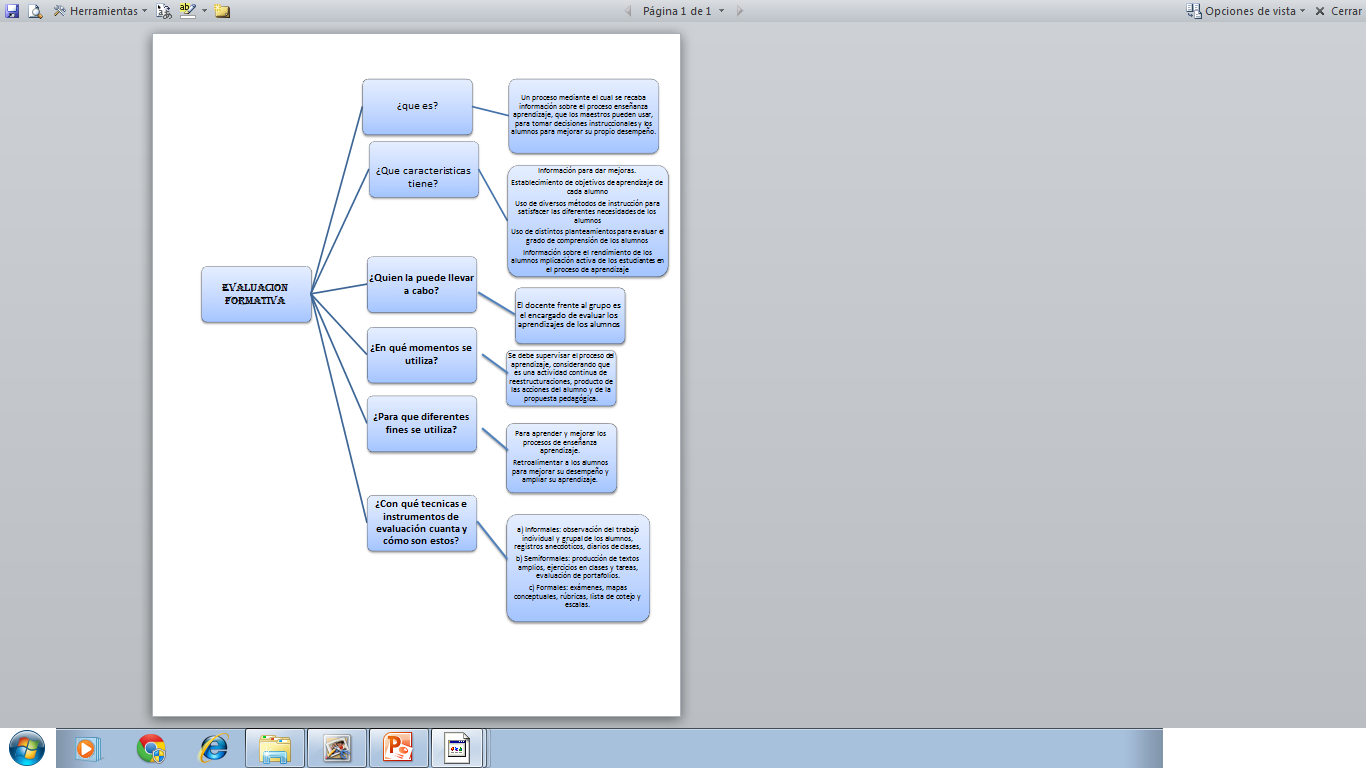 Herramientas
Página 1 de 1
Opciones de vista
Cerrar
¿que es?
Un proceso mediante el cual se recaba
información sobre el proceso enseñanza
aprendizaje, que los maestros pueden usar,
para tomar decisiones instruccionales y los
alumnos para mejorar su propio desempeño.
¿Que caracteristicas
tiene?
Información para dar mejoras.
Establecimiento de objetivos de aprendizaje de
cada alumno
Uso de diversos métodos de instrucción para
satisfacer las diferentes necesidades de los
alumnos
Uso de distintos planteamientos para evaluar el
grado de comprensión de los alumnos
Información sobre el rendimiento de los
alumnos mplicación activa de los estudiantes en
el proceso de aprendizaje
EVALUACION
FORMATIVA
¿Quien la puede llevar
a cabo?
El docente frente al grupo es
el encargado de evaluar los
aprendizajes de los alumnos
¿En qué momentos se
utiliza?
Se debe supervisar el proceso del
aprendizaje, considerando que
es una actividad continua de
reestructuraciones, producto de
las acciones del alumno y de la
propuesta pedagógica.
¿Para que diferentes
fines se utiliza?
Para aprender y mejorar los
procesos de enseñanza
aprendizaje.
Retroalimentar a los alumnos
para mejorar su desempeño y
ampliar su aprendizaje.
¿Con qué tecnicas e
instrumentos de
evaluación cuanta y
cómo son estos?
a) Informales: observación del trabajo
individual y grupal de los alumnos,
registros anecdóticos, diarios de clases,
b) Semiformales: producción de textos
amplios, ejercicios en clases y tareas,
evaluación de portafolios.
c) Formales: exámenes, mapas
conceptuales, rúbricas, lista de cotejo y
escalas.